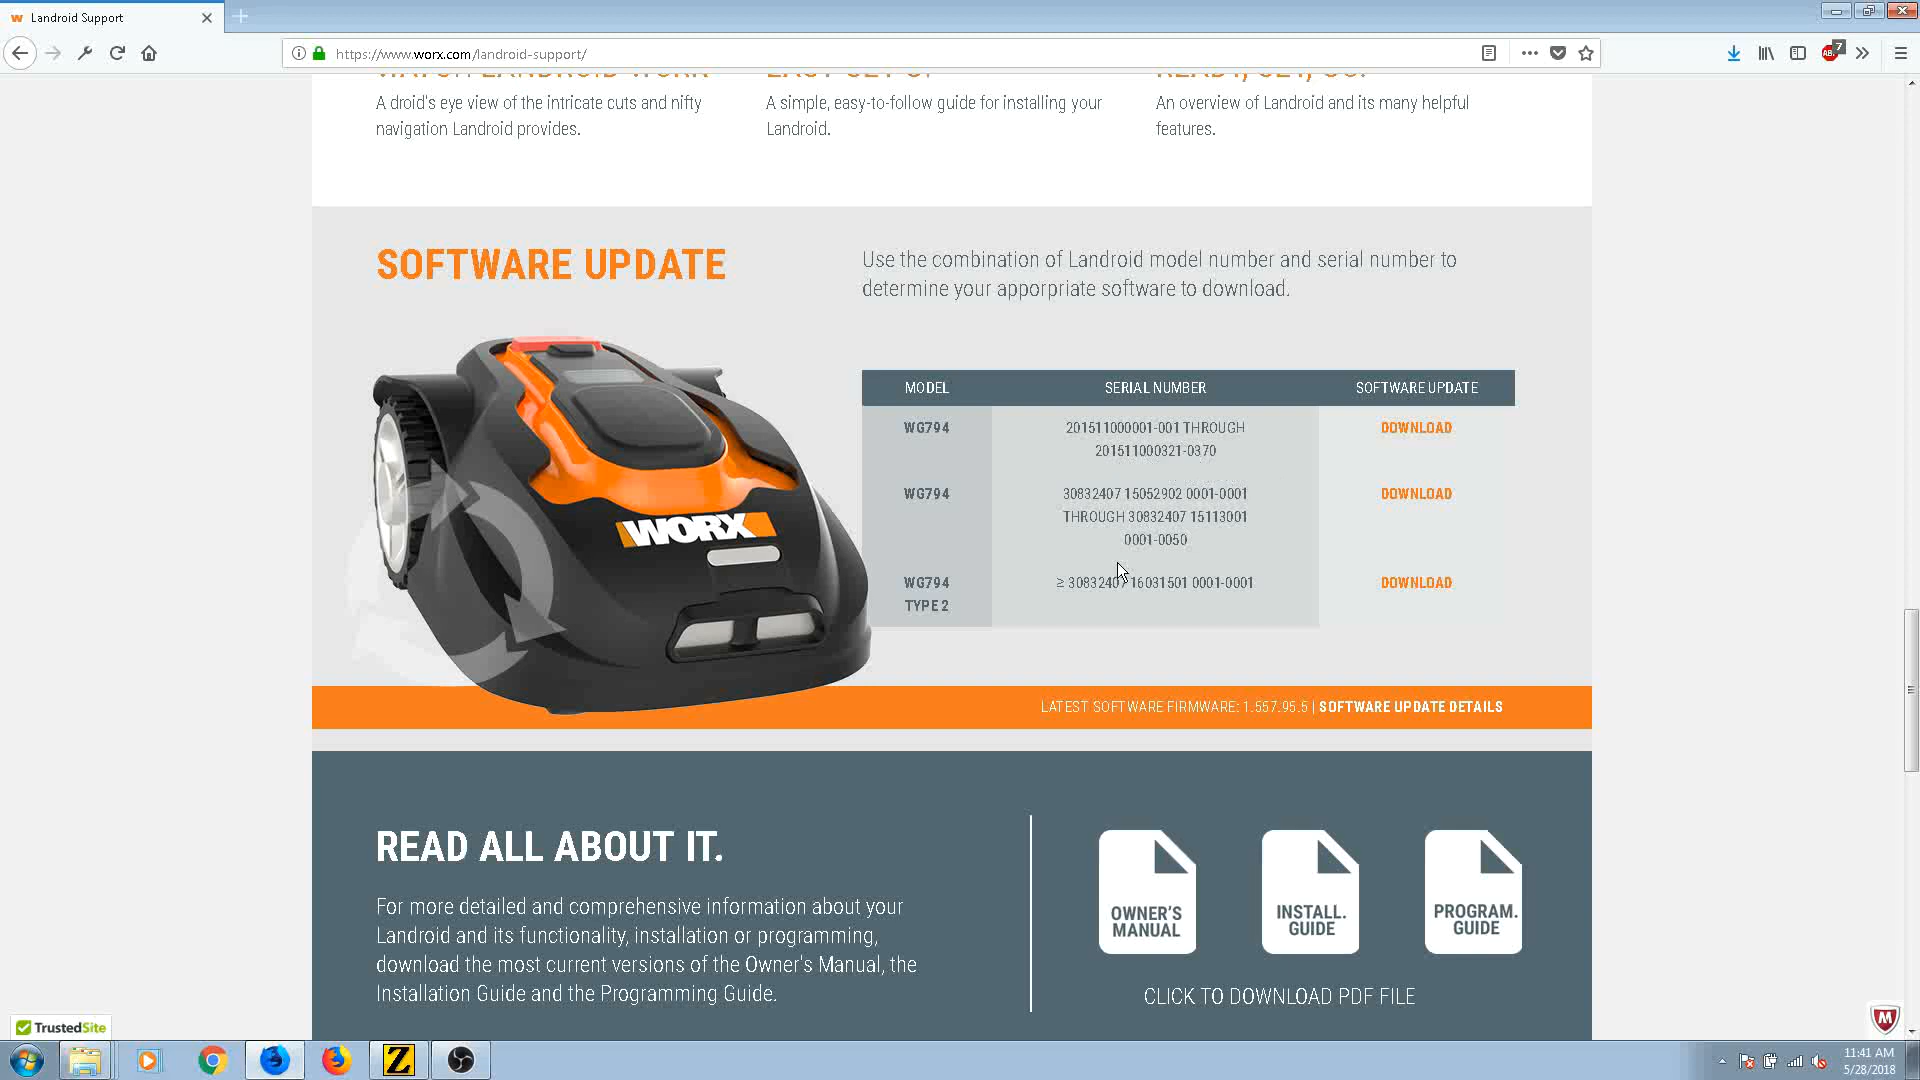 Landroid Support
https://www.worx.com/landroid-support/
7
A droid's eye view of the intricate cuts and nifty
navigation Landroid provides.
A simple, easy-to-follow guide for installing your
Landroid.
An overview of Landroid and its many helpful
features.
SOFTWARE UPDATE
Use the combination of Landroid model number and serial number to
determine your apporpriate software to download.
MODEL SERIAL NUMBER SOFTWARE UPDATE
WG794 201511000001-001 THROUGH DOWNLOAD
201511000321-0370
WG794 30832407 15052902 0001-0001 DOWNLOAD
THROUGH 30832407 15113001
0001-0050
WG794 ≥ 30832407 16031501 0001-0001 DOWNLOAD
TYPE 2
WORX
LATEST SOFTWARE FIRMWARE: 1.557.95.5 | SOFTWARE UPDATE DETAILS
READ ALL ABOUT IT.
For more detailed and comprehensive information about your
Landroid and its functionality, installation or programming,
download the most current versions of the Owner's Manual, the
Installation Guide and the Programming Guide.
OWNER'S
MANUAL
INSTALL.
GUIDE
PROGRAM.
GUIDE
CLICK TO DOWNLOAD PDF FILE
TrustedSite
11:41 AM
5/28/2018